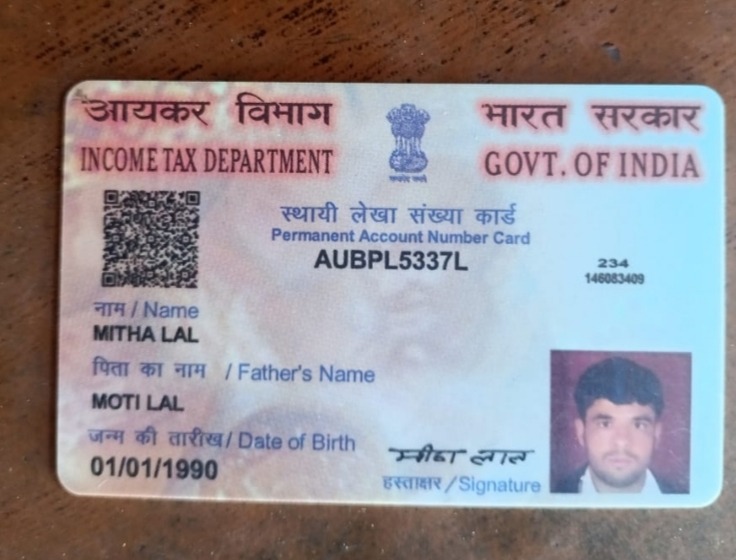 आयकर विभाग
INCOME TAX DEPARTMENT
भारत सरकार
GOVT. OF INDIA
सत्यमेव जयते
स्थायी लेखा संख्या कार्ड
Permanent Account Number Card
AUBPL5337L
234
146083409
नाम / Name
MITHA LAL
पिता का नाम / Father's Name
MOTI LAL
जन्म की तारीख / Date of Birth
01/01/1990
मीठा लाल
हस्ताक्षर / Signature